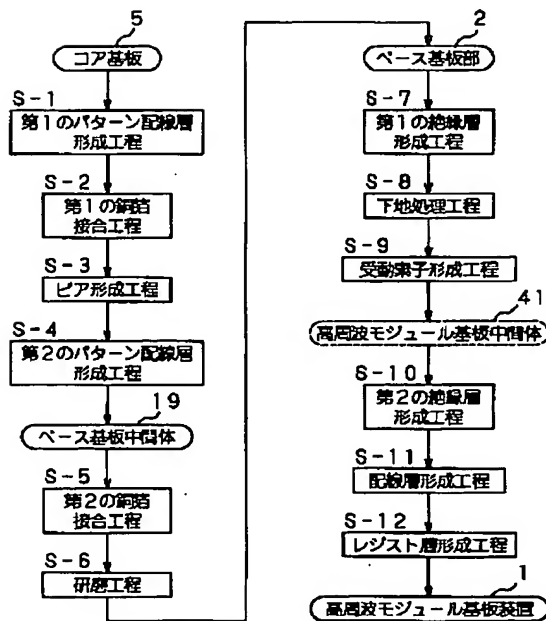 5
コア基板
S-1
第1のパターン配線層
形成工程
S-2
第1の銅箔
接合工程
S-3
ビア形成工程
S-4
第2のパターン配線層
形成工程
19
ベース基板中間体
S-5
第2の銅箔
接合工程
S-6
研磨工程
2
ベース基板部
S-7
第1の絶縁層
形成工程
S-8
下地処理工程
S-9
受動素子形成工程
41
高周波モジュール基板中間体
S-10
第2の絶縁層
形成工程
S-11
配線層形成工程
S-12
レジスト層形成工程
1
高周波モジュール基板装置